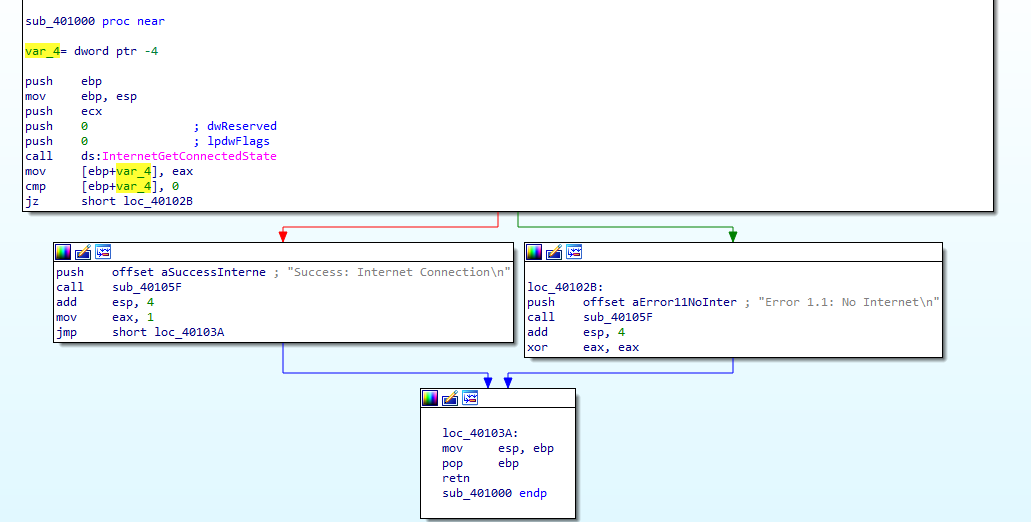 sub_401000 proc near
var_4= dword ptr -4
push ebp
mov ebp, esp
push ecx
push 0 ; dwReserved
push 0 ; lpdwFlags
call ds:InternetGetConnectedState
mov [ebp+var_4], eax
cmp [ebp+var_4], 0
jz short loc_40102B
push offset aSuccessInterne ; "Success: Internet Connection\n"
call sub_40105F
add esp, 4
mov eax, 1
jmp short loc_40103A
loc_40102B:
push offset aError11NoInter ; "Error 1.1: No Internet\n"
call sub_40105F
add esp, 4
xor eax, eax
loc_40103A:
mov esp, ebp
pop ebp
retn
sub_401000 endp